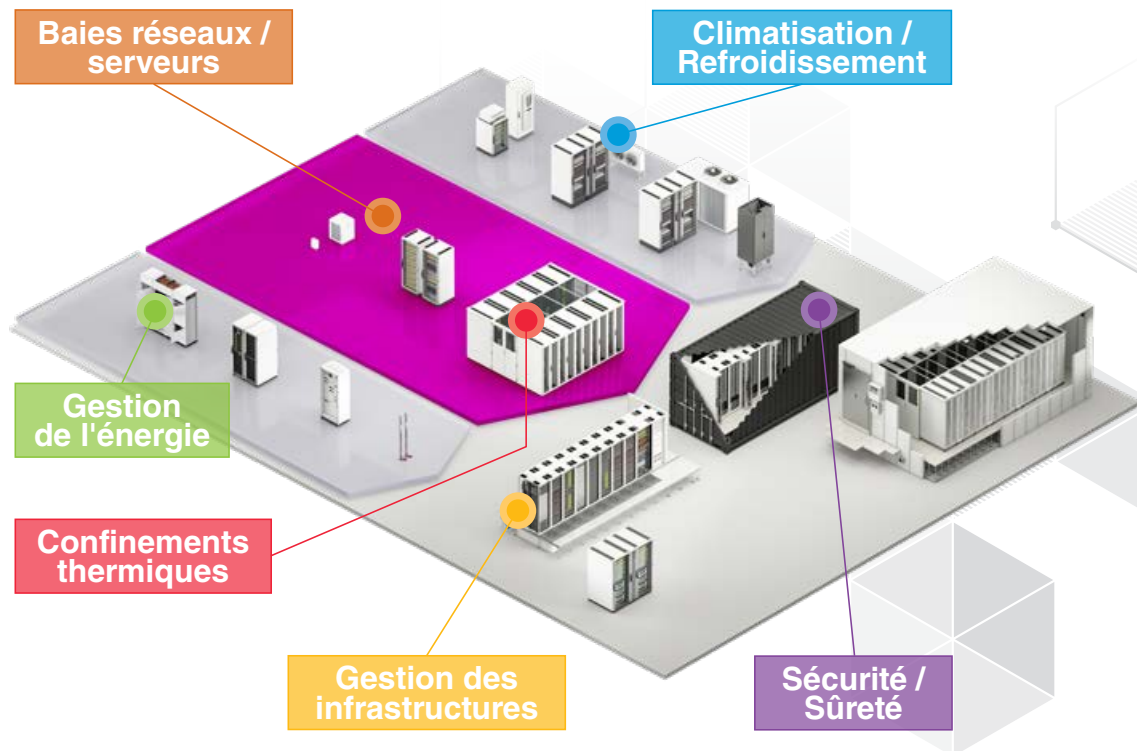 Baies réseaux /
serveurs
Climatisation /
Refroidissement
Gestion
de l'énergie
Confinements
thermiques
Gestion des
infrastructures
Sécurité /
Sûreté